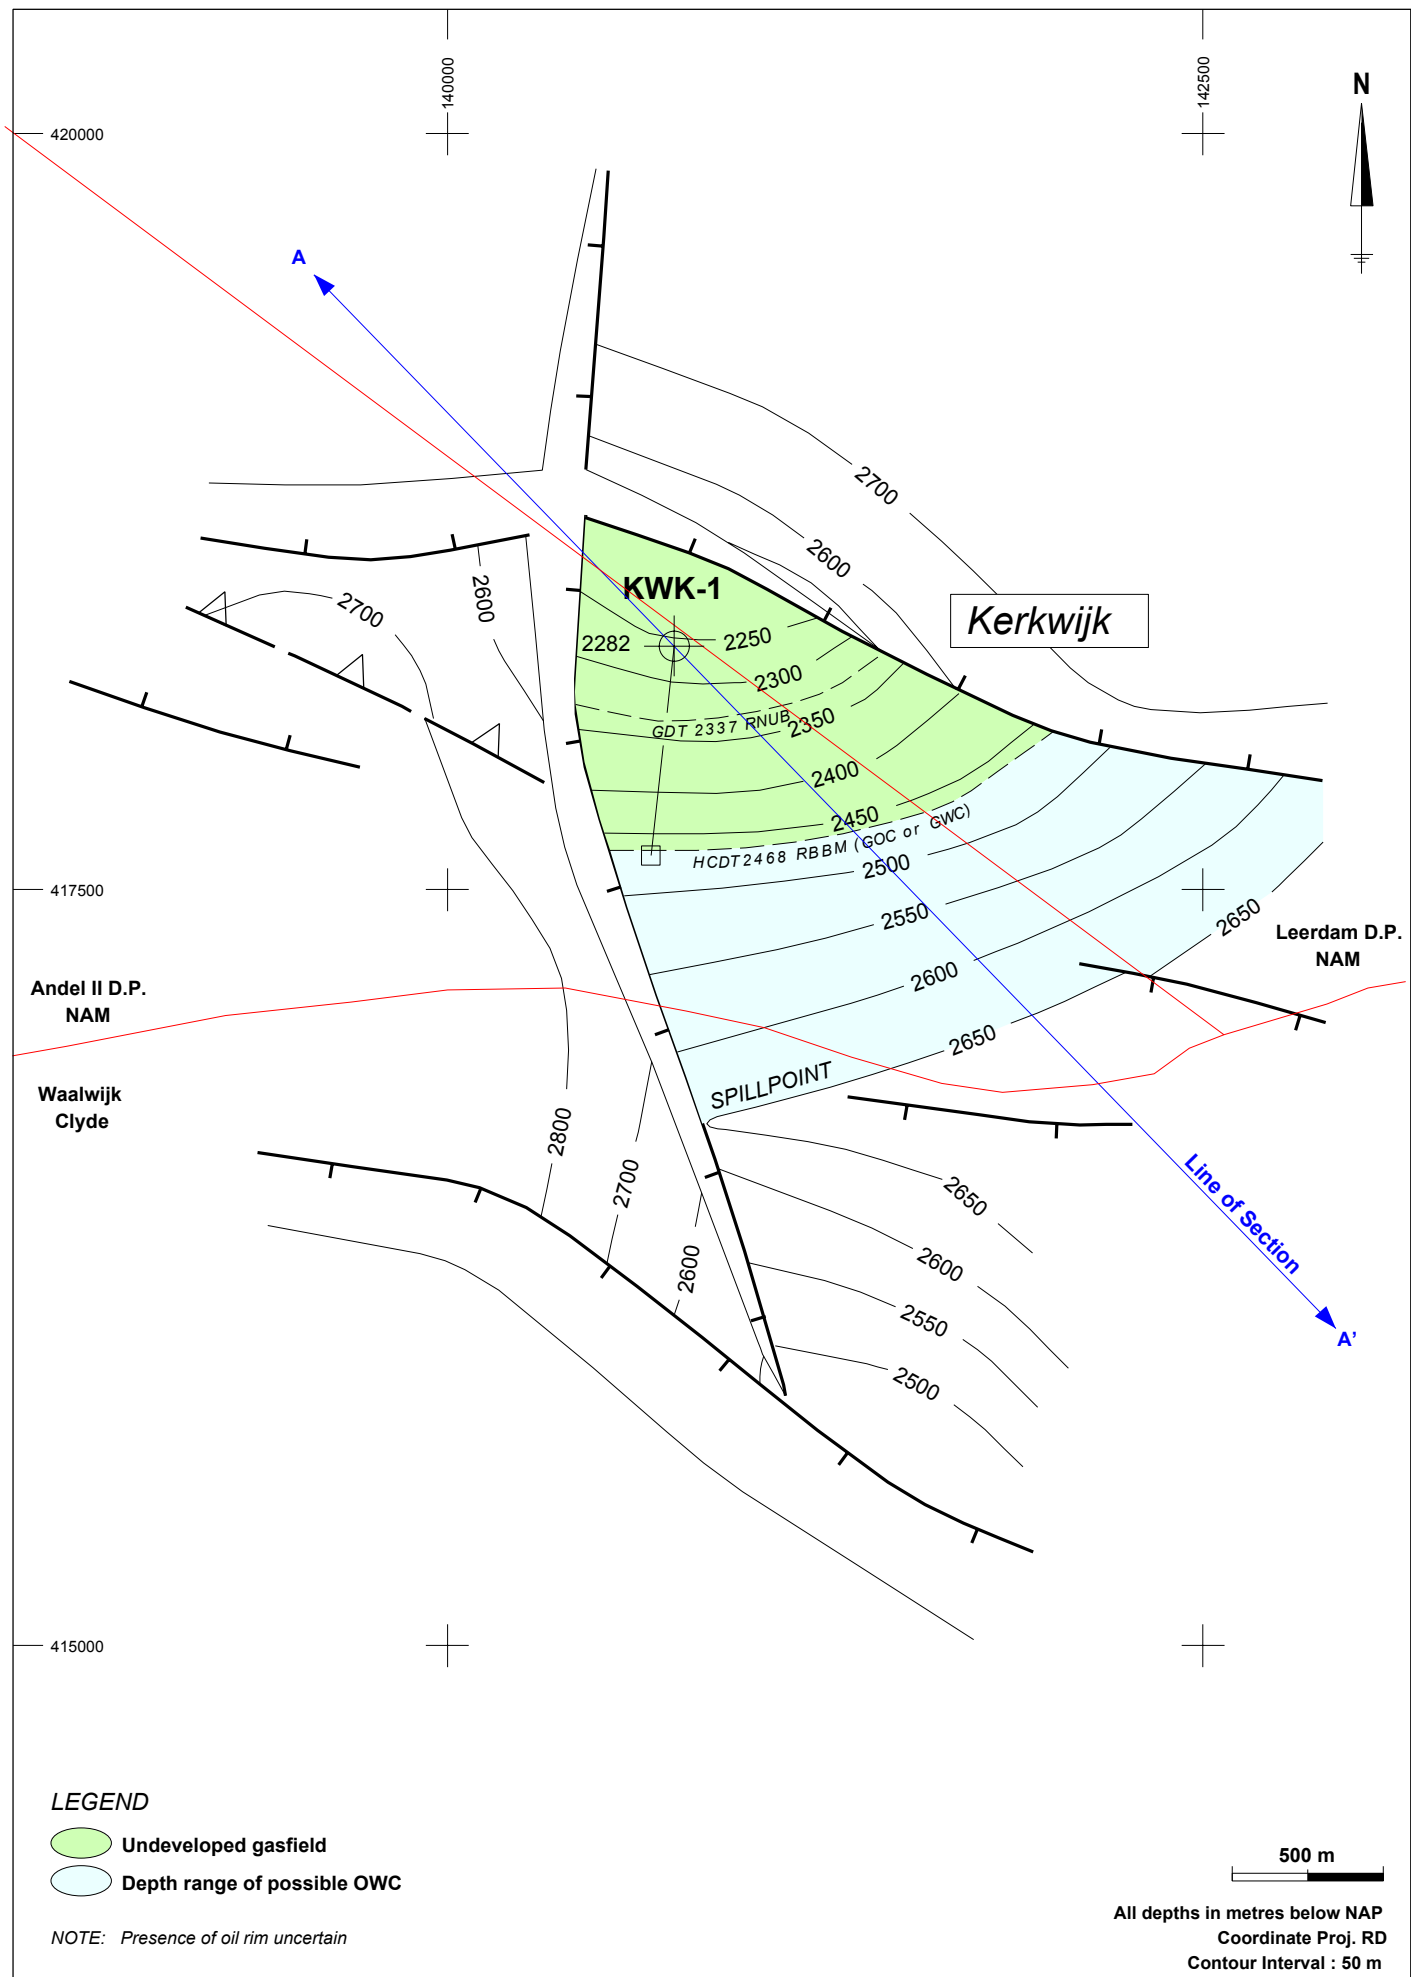 140000
142500
N
420000
A
2700
2600
2600
2700
KWK-1
Kerkwijk
2282
2250
2300
GDT 2337 RNUB
2350
2400
2450
HCDT2468 RBBM (GOC or GWC)
2500
417500
2550
2650
Leerdam D.P.
NAM
2600
Andel II D.P.
NAM
2650
SPILLPOINT
Waalwijk
Clyde
2800
2700
2650
Line of Section
2600
2600
2550
A'
2500
415000
LEGEND
Undeveloped gasfield
Depth range of possible OWC
NOTE: Presence of oil rim uncertain
500 m
All depths in metres below NAP
Coordinate Proj. RD
Contour Interval : 50 m